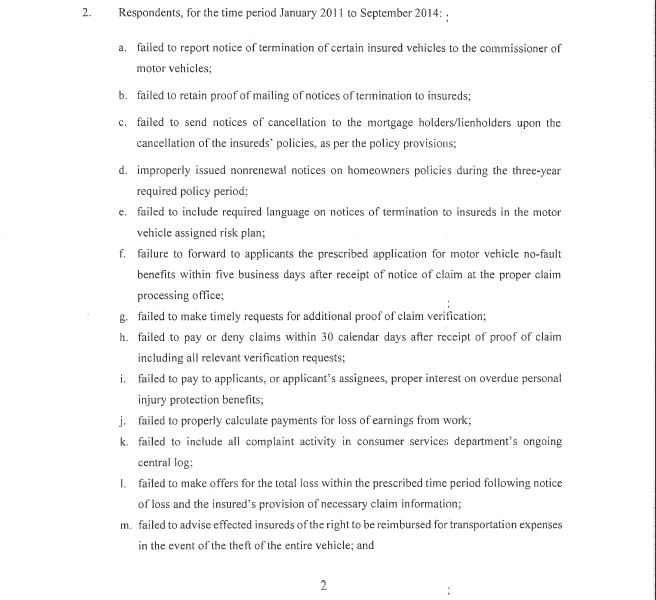 2. Respondents, for the time period January 2011 to September 2014:
a. failed to report notice of termination of certain insured vehicles to the commissioner of
motor vehicles;
b. failed to retain proof of mailing of notices of termination to insureds;
c. failed to send notices of cancellation to the mortgage holders/lienholders upon the
cancellation of the insureds' policies, as per the policy provisions;
d. improperly issued nonrenewal notices on homeowners policies during the three-year
required policy period;
e. failed to include required language on notices of termination to insureds in the motor
vehicle assigned risk plan;
f. failure to forward to applicants the prescribed application for motor vehicle no-fault
benefits within five business days after receipt of notice of claim at the proper claim
processing office;
g. failed to make timely requests for additional proof of claim verification;
h. failed to pay or deny claims within 30 calendar days after receipt of proof of claim
including all relevant verification requests;
i. failed to pay to applicants, or applicant's assignees, proper interest on overdue personal
injury protection benefits;
j. failed to properly calculate payments for loss of earnings from work;
k. failed to include all complaint activity in consumer services department's ongoing
central log;
l. failed to make offers for the total loss within the prescribed time period following notice
of loss and the insured's provision of necessary claim information;
m. failed to advise effected insureds of the right to be reimbursed for transportation expenses
in the event of the theft of the entire vehicle; and
2